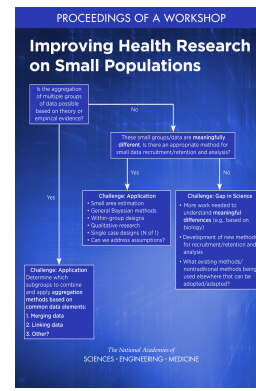 PROCEEDINGS OF A WORKSHOP
Improving Health Research
on Small Populations
Is the aggregation
of multiple groups
of data possible
based on theory or
empirical evidence?
No
These small groups/data are meaningfully
different. Is there an appropriate method for
small data recruitment/retention and analysis?
Yes
No
Yes
Challenge: Application
• Small area estimation
• General Bayesian methods
• Within-group designs
• Qualitative research
• Single case designs (N of 1)
• Can we address assumptions?
Challenge: Gap in Science
• More work needed to
understand meaningful
differences (e.g., based on
biology)
• Development of new methods
for recruitment/retention and
analysis
• What existing methods/
nontraditional methods being
used elsewhere that can be
adopted/adapted?
Challenge: Application
Determine which
subgroups to combine
and apply aggregation
methods based on
common data elements:
1. Merging data
2. Linking data
3. Other?
The National Academies of
SCIENCES • ENGINEERING • MEDICINE